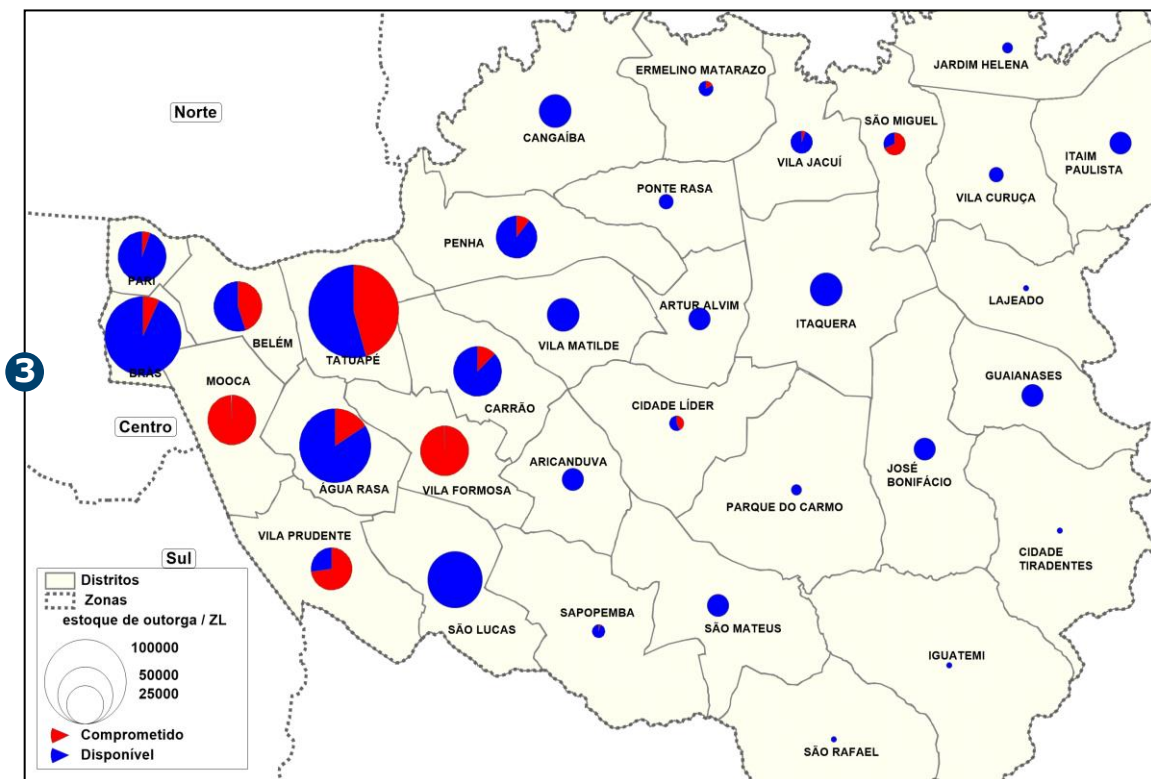 JARDIM HELENA
ERMELINO MATARAZO
Norte
SÃO MIGUEL
CANGAÍBA
VILA JACUÍ
ITAIM
PAULISTA
PONTE RASA
VILA CURUÇA
PENHA
PARI
LAJEADO
ARTUR ALVIM
ITAQUERA
BELÉM
VILA MATILDE
TATUAPÉ
BRÁS
3
MOOCA
GUAIANASES
CARRÃO
CIDADE LÍDER
Centro
ARICANDUVA
JOSÉ
BONIFÁCIO
ÁGUA RASA
VILA FORMOSA
PARQUE DO CARMO
VILA PRUDENTE
CIDADE
TIRADENTES
Sul
Distritos
Zonas
estoque de outorga / ZL
100000
50000
25000
Comprometido
Disponível
SAPOPEMBA
SÃO LUCAS
SÃO MATEUS
IGUATEMI
SÃO RAFAEL